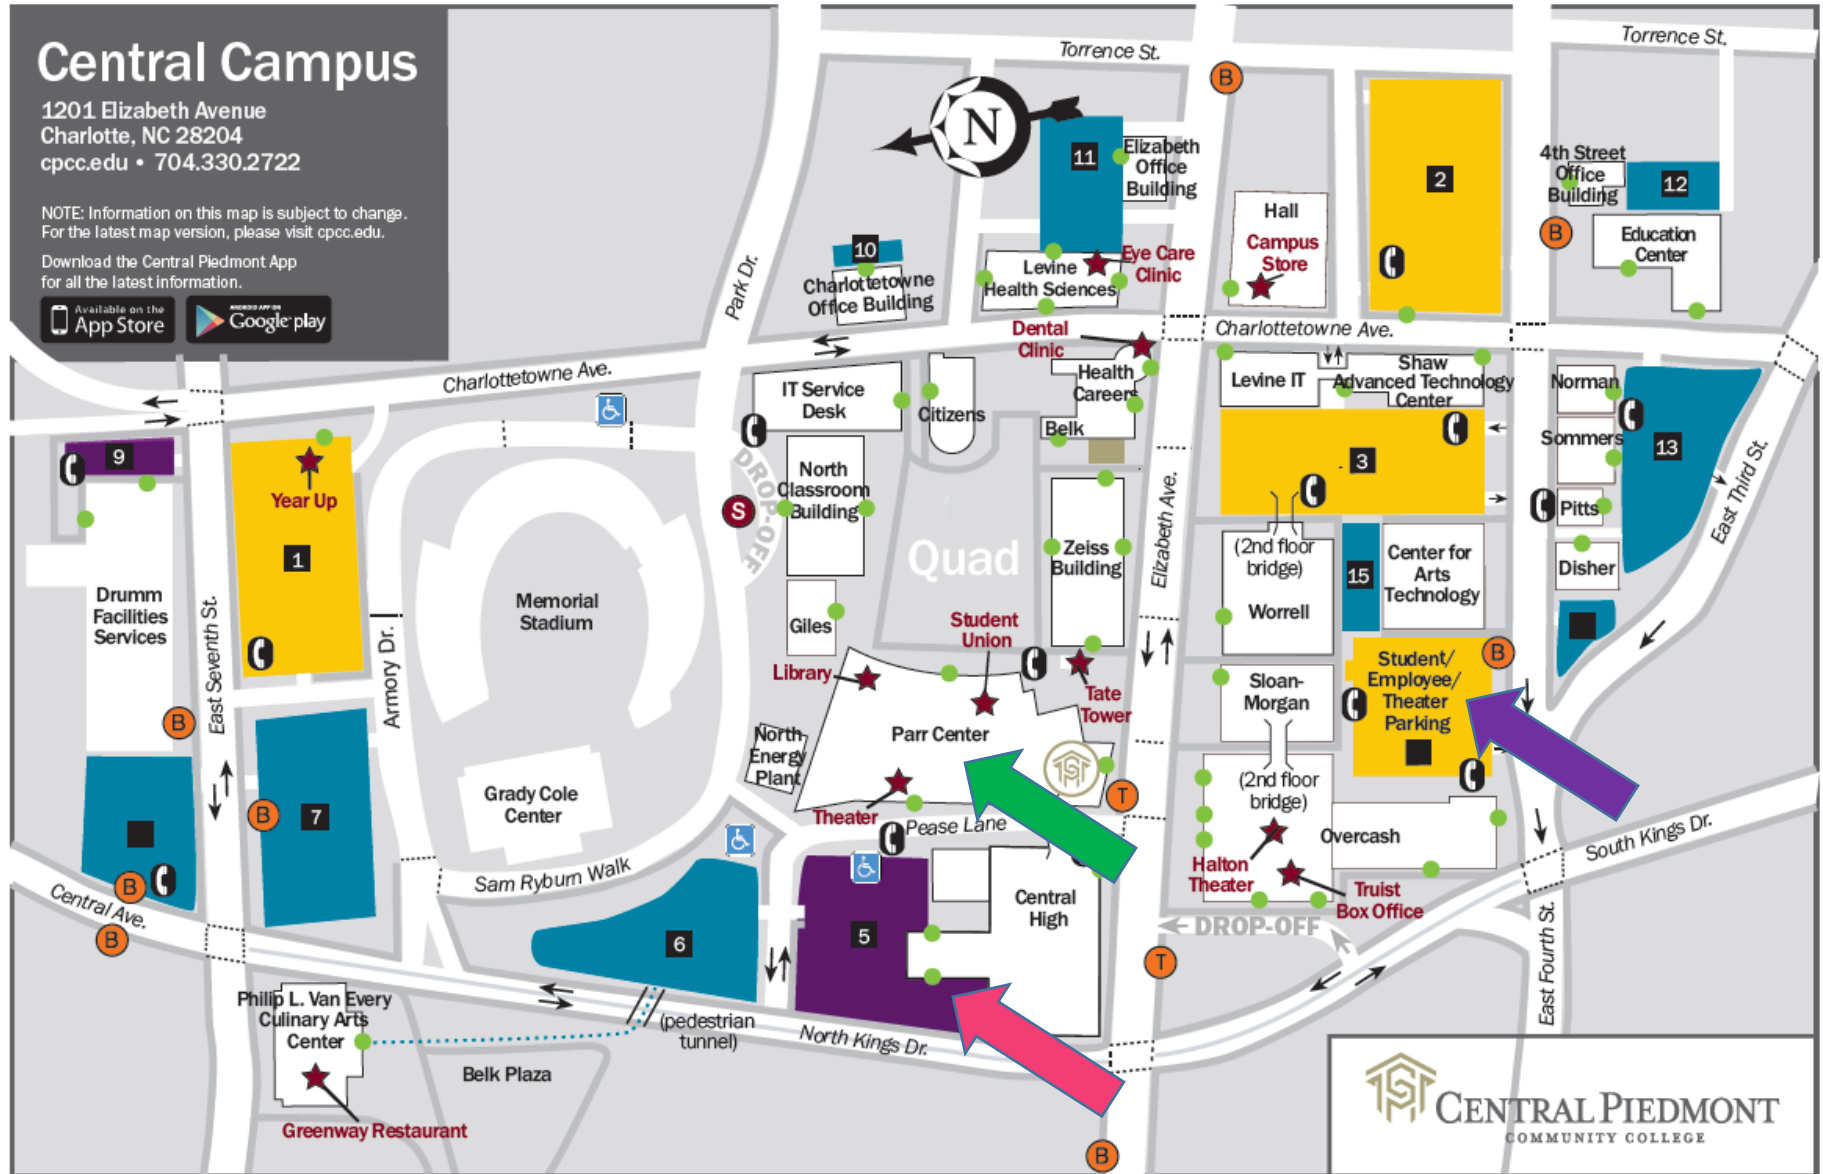 Central Campus
1201 Elizabeth Avenue
Charlotte, NC 28204
cpcc.edu • 704.330.2722
NOTE: Information on this map is subject to change.
For the latest map version, please visit cpcc.edu.
Download the Central Piedmont App
for all the latest information.
Available on the
App Store
ANDROID APP ON
Google play
Torrence St.
Torrence St.
Park Dr.
N
B
11
Elizabeth
Office
Building
2
4th Street
Office
Building
12
B
Hall
Campus
Store
Education
Center
10
Charlottetowne
Office Building
Levine
Health Sciences
Eye Care
Clinic
Dental
Clinic
Charlottetowne Ave.
Charlottetowne Ave.
IT Service
Desk
Citizens
Health
Careers
Belk
Levine IT
Shaw
Advanced Technology
Center
Norman
Sommers
Pitts
Disher
13
East Third St.
9
Year Up
1
Drumm
Facilities
Services
East Seventh St.
Armory Dr.
Memorial
Stadium
S
DROP-OFF
North
Classroom
Building
Giles
Quad
Zeiss
Building
Elizabeth Ave.
3
(2nd floor
bridge)
Worrell
15
Center for
Arts
Technology
Student
Union
Library
Tate
Tower
Sloan-
Morgan
Student/
Employee/
Theater
Parking
B
B
B
7
Grady Cole
Center
North
Energy
Plant
Parr Center
Theater
T
Pease Lane
(2nd floor
bridge)
Overcash
Halton
Theater
Truist
Box Office
South Kings Dr.
Sam Ryburn Walk
Central Ave.
B
B
6
5
Central
High
DROP-OFF
T
East Fourth St.
Philip L. Van Every
Culinary Arts
Center
(pedestrian
tunnel)
North Kings Dr.
Belk Plaza
Greenway Restaurant
B
CENTRAL PIEDMONT
COMMUNITY COLLEGE